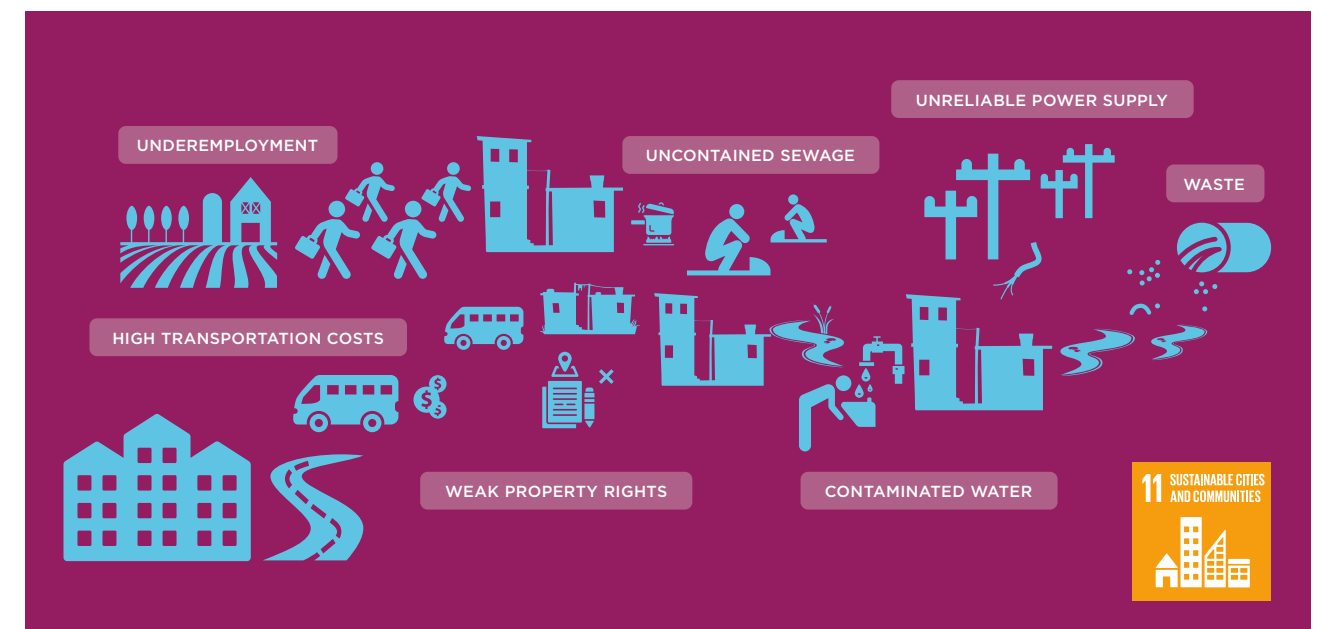 UNRELIABLE POWER SUPPLY
UNDEREMPLOYMENT
UNCONTAINED SEWAGE
WASTE
HIGH TRANSPORTATION COSTS
$
$
$
WEAK PROPERTY RIGHTS
CONTAMINATED WATER
11 SUSTAINABLE CITIES
AND COMMUNITIES